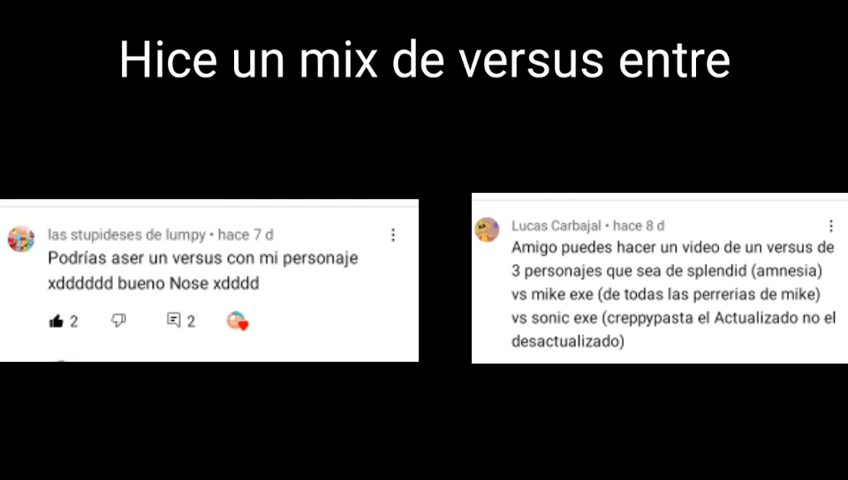 Hice un mix de versus entre
las stupideses de lumpy • hace 7 d
Podrías aser un versus con mi personaje
xdddddd bueno Nose xdddd
2
2
Lucas Carbajal • hace 8 d
Amigo puedes hacer un video de un versus de
3 personajes que sea de splendid (amnesia)
vs mike exe (de todas las perrerias de mike)
vs sonic exe (creppypasta el Actualizado no el
desactualizado)